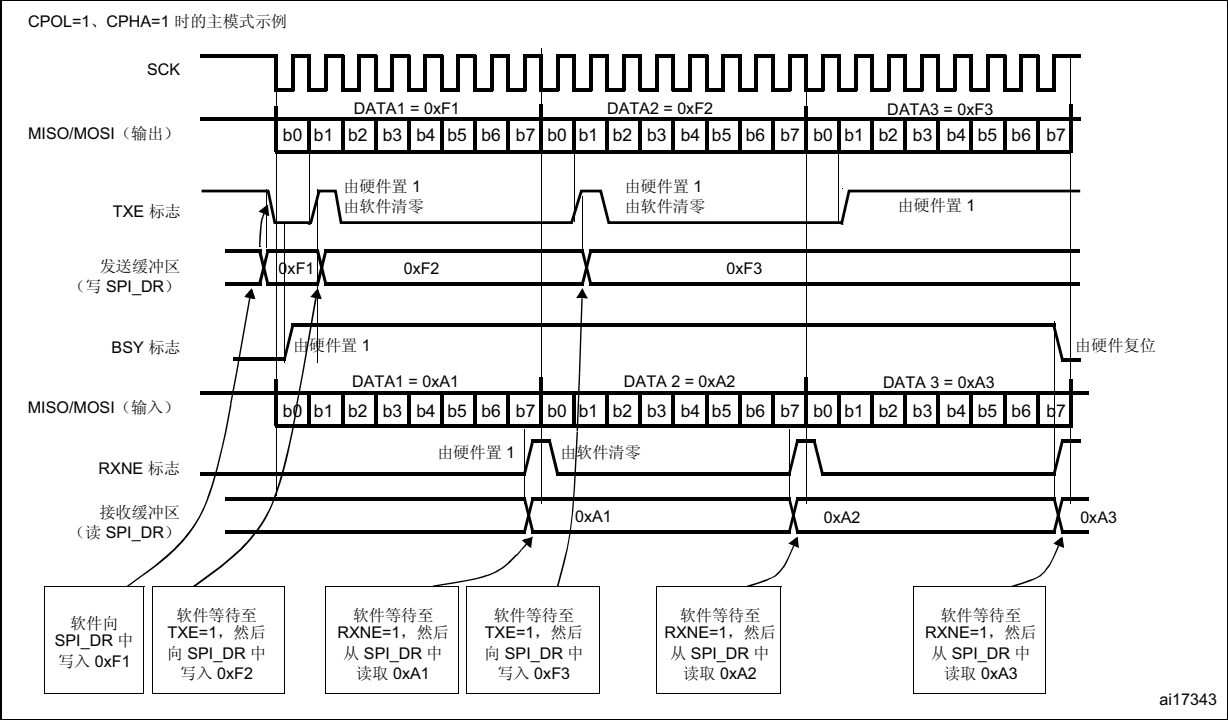 CPOL=1、CPHA=1 时的主模式示例
SCK
DATA1 = 0xF1 DATA2 = 0xF2 DATA3 = 0xF3
MISO/MOSI（输出） b0 b1 b2 b3 b4 b5 b6 b7 b0 b1 b2 b3 b4 b5 b6 b7 b0 b1 b2 b3 b4 b5 b6 b7
由硬件置 1 由硬件置 1
由软件清零 由软件清零
TXE 标志 由硬件置 1
发送缓冲区
（写 SPI_DR）
0xF1 0xF2 0xF3
BSY 标志 由硬件置 1 由硬件复位
DATA1 = 0xA1 DATA 2 = 0xA2 DATA 3 = 0xA3
MISO/MOSI（输入） b0 b1 b2 b3 b4 b5 b6 b7 b0 b1 b2 b3 b4 b5 b6 b7 b0 b1 b2 b3 b4 b5 b6 b7
由硬件置 1 由软件清零
RXNE 标志
接收缓冲区
（读 SPI_DR）
0xA1 0xA2 0xA3
软件向
SPI_DR 中
写入 0xF1
软件等待至
TXE=1，然后
向 SPI_DR 中
写入 0xF2
软件等待至
RXNE=1，然后
从 SPI_DR 中
读取 0xA1
软件等待至
TXE=1，然后
向 SPI_DR 中
写入 0xF3
软件等待至
RXNE=1，然后
从 SPI_DR 中
读取 0xA2
软件等待至
RXNE=1，然后
从 SPI_DR 中
读取 0xA3
ai17343